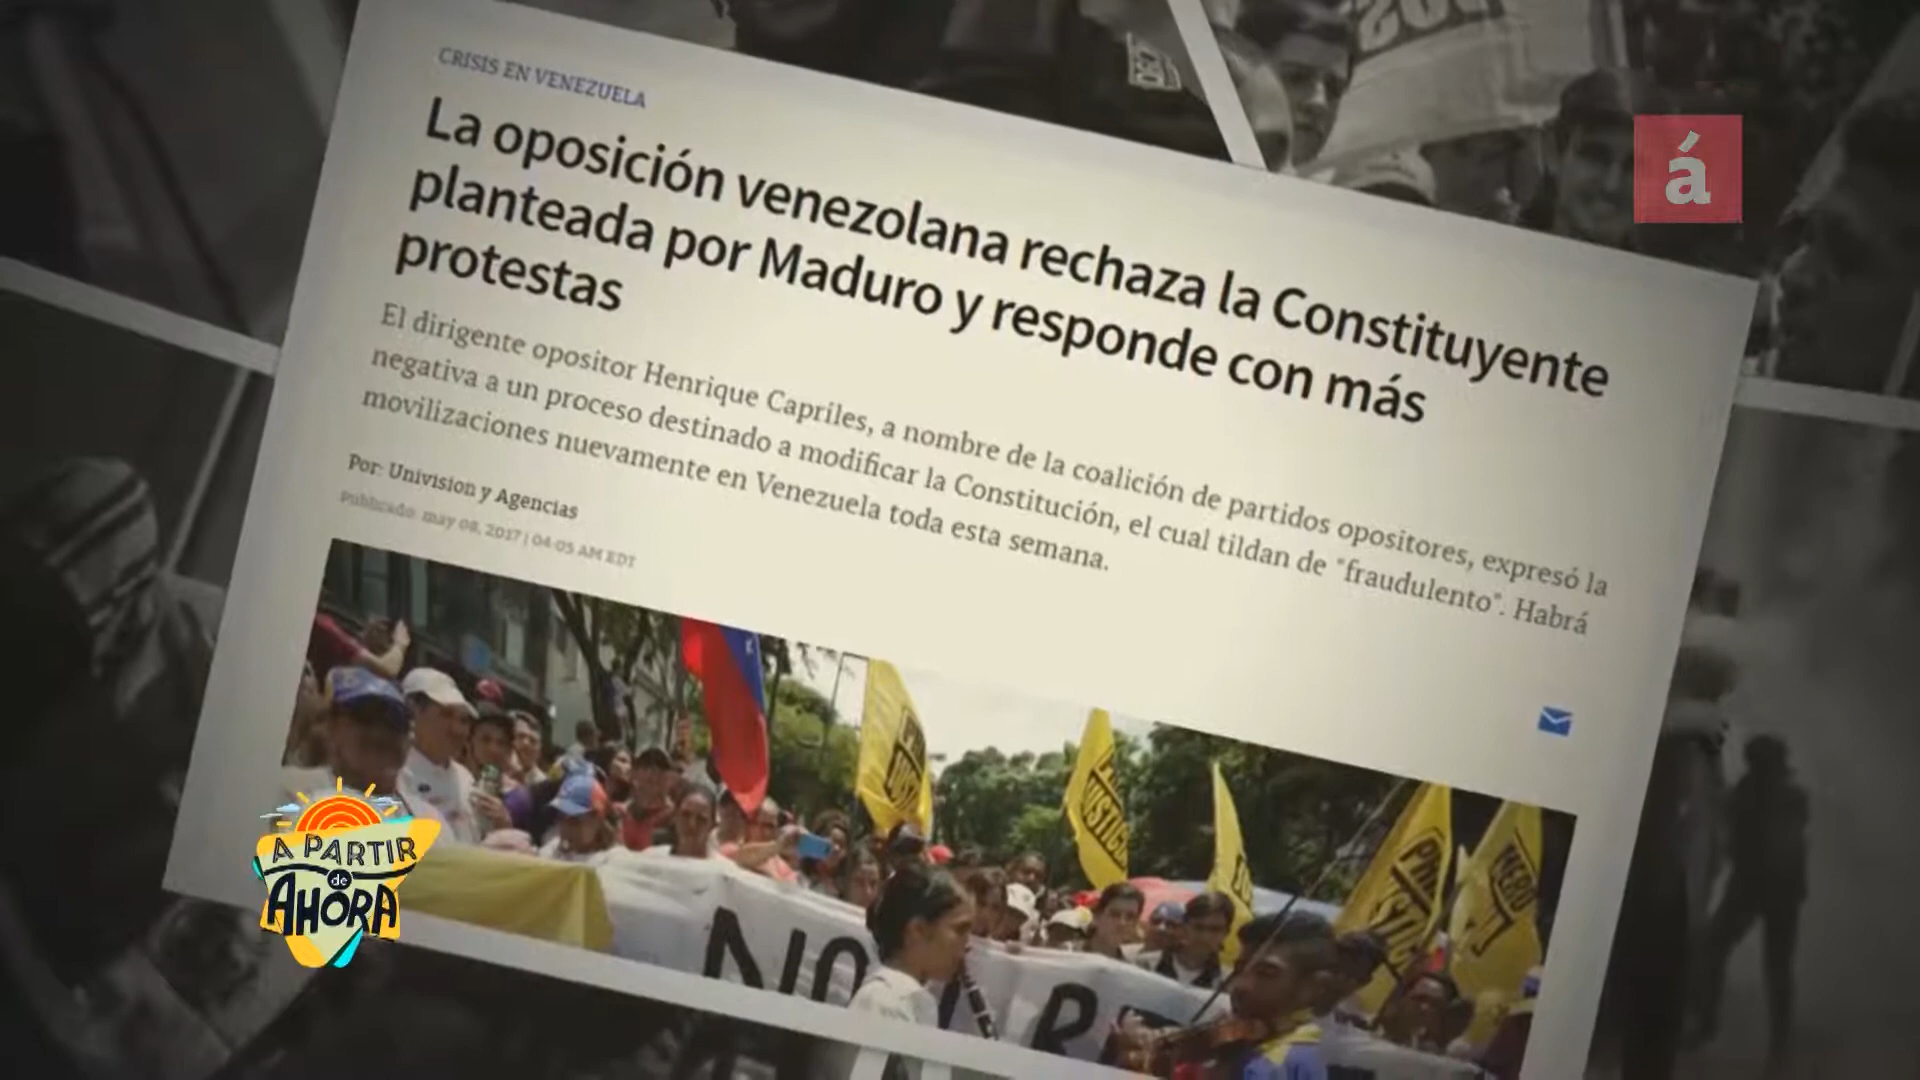 CRISIS EN VENEZUELA
La oposición venezolana rechaza la Constituyente
planteada por Maduro y responde con más
protestas
El dirigente opositor Henrique Capriles, a nombre de la coalición de partidos opositores, expresó la
negativa a un proceso destinado a modificar la Constitución, el cual tildan de "fraudulento". Habrá
movilizaciones nuevamente en Venezuela toda esta semana.
Por: Univision y Agencias
Publicado: may 08, 2017 | 04:05 AM EDT
á
A PARTIR
de
AHORA
NO